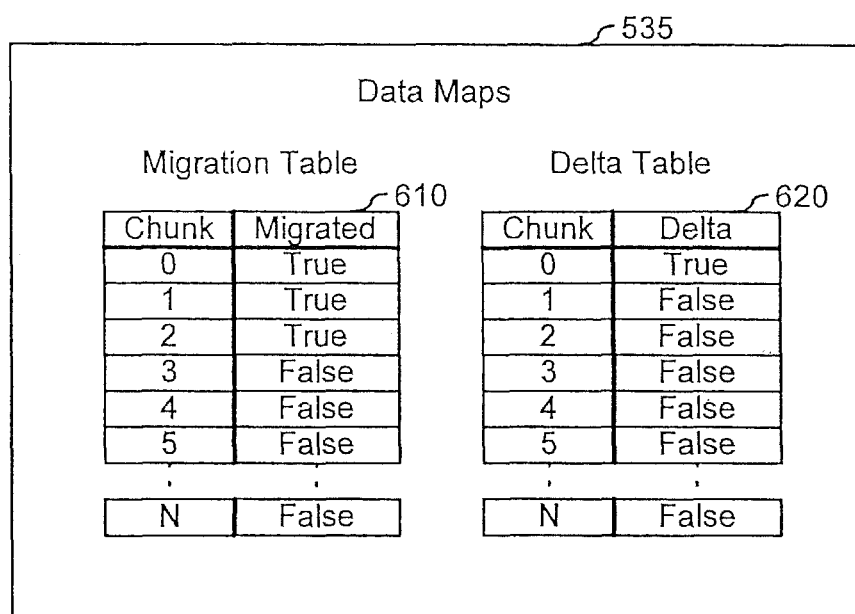 535
Data Maps
Migration Table Delta Table
610 620
Chunk Migrated Chunk Delta
0 True 0 True
1 True 1 False
2 True 2 False
3 False 3 False
4 False 4 False
5 False 5 False
N False N False